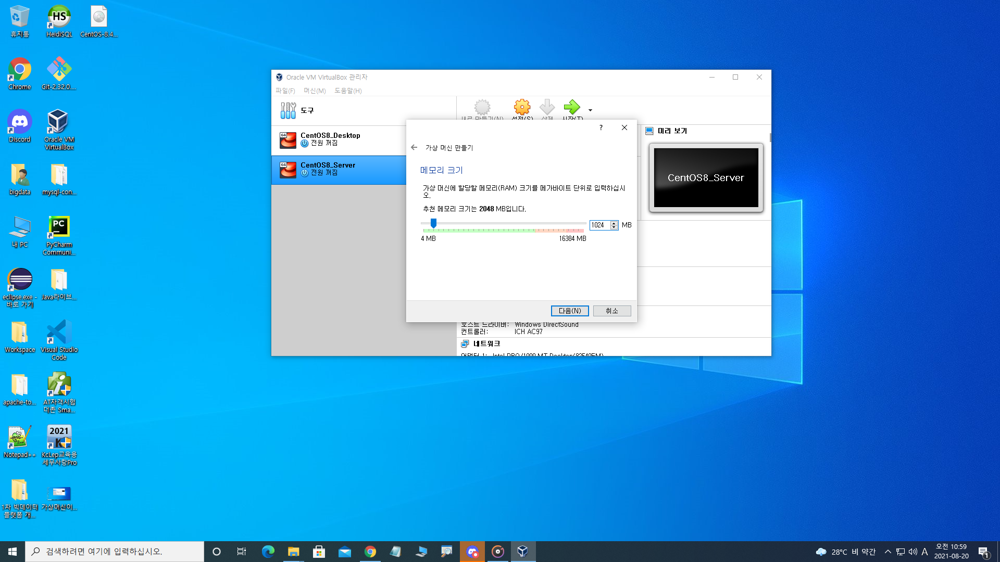 휴지통
HS
HeidiSQL
CentOS-8.4...
Chrome
Git-2.32.0....
Discord
Oracle VM
VirtualBox
bigdata
mysql-con...
내 PC
PC
PyCharm
Communi...
eclipse.exe -
바로 가기
Java라이브...
Workspace
Visual Studio
Code
apache-to...
AT자격시험
더존 Sma...
Notepad++
2021
K
KcLep교육용
세무사랑Pro
1차 빅데이터
플랫폼 개...
가상머신이...
Oracle VM VirtualBox 관리자
파일(F) 머신(M) 도움말(H)
도구
새로 만들기(N) 설정(S) 삭제 시작(T)
64
CentOS8_Desktop
전원 꺼짐
64
CentOS8_Server
전원 꺼짐
미리 보기
CentOS8_Server
?
가상 머신 만들기
메모리 크기
가상 머신에 할당할 메모리(RAM) 크기를 메가바이트 단위로 입력하십시
오.
추천 메모리 크기는 2048 MB입니다.
1024 MB
4 MB 16384 MB
다음(N) 취소
호스트 드라이버: Windows DirectSound
컨트롤러: ICH AC97
네트워크
어댑터 1: Intel PRO/1000 MT Desktop(82540EM)
검색하려면 여기에 입력하십시오.
28℃ 비 약간
A
오전 10:59
2021-08-20
1